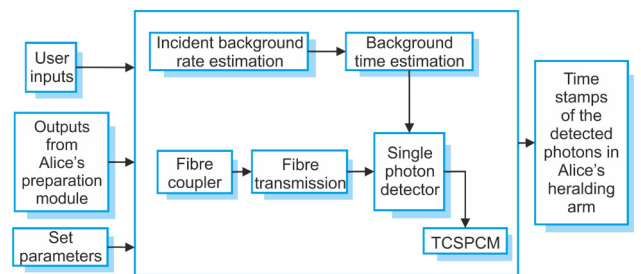 User
inputs
Outputs
from
Alice's
preparation
module
Set
parameters
Incident background
rate estimation
Background
time estimation
Fibre
coupler
Fibre
transmission
Single
photon
detector
TCSPCM
Time
stamps
of the
detected
photons in
Alice's
heralding
arm